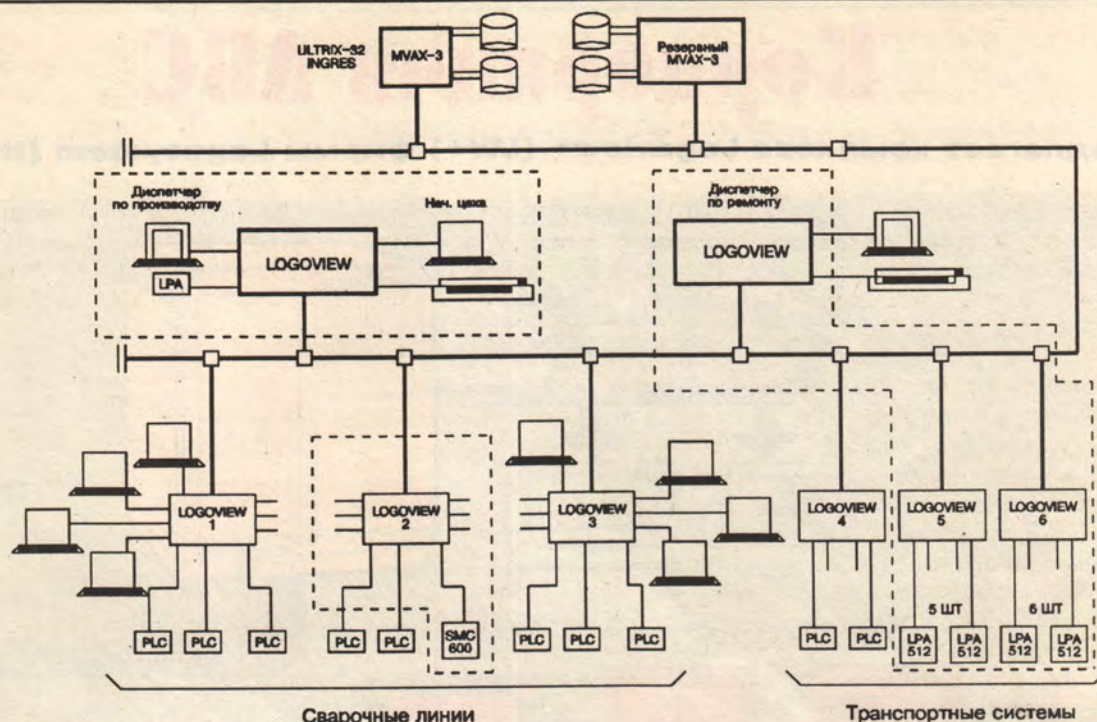 ULTRIX-32
INGRES
MVAX-3
Резервный
MVAX-3
Диспетчер
по производству
Нач. цеха
LOGOVIEW
LPA
Диспетчер
по ремонту
LOGOVIEW
LOGOVIEW
1
LOGOVIEW
2
LOGOVIEW
3
LOGOVIEW
4
LOGOVIEW
5
LOGOVIEW
6
5 ШТ
6 ШТ
PLC
PLC
PLC
PLC
PLC
SMC
600
PLC
PLC
PLC
PLC
PLC
LPA
512
LPA
512
LPA
512
LPA
512
Сварочные линии
Транспортные системы